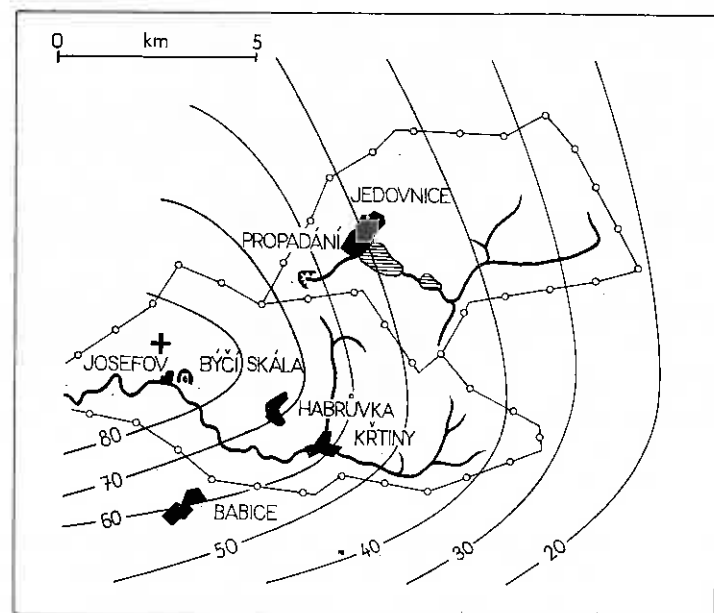 0 km 5
JEDOVNICE
PROPADÁNÍ
JOSEFOV BÝČÍ SKÁLA
HABRŮVKA
KŘTINY
80
70
60
BABICE
50
40
30
20